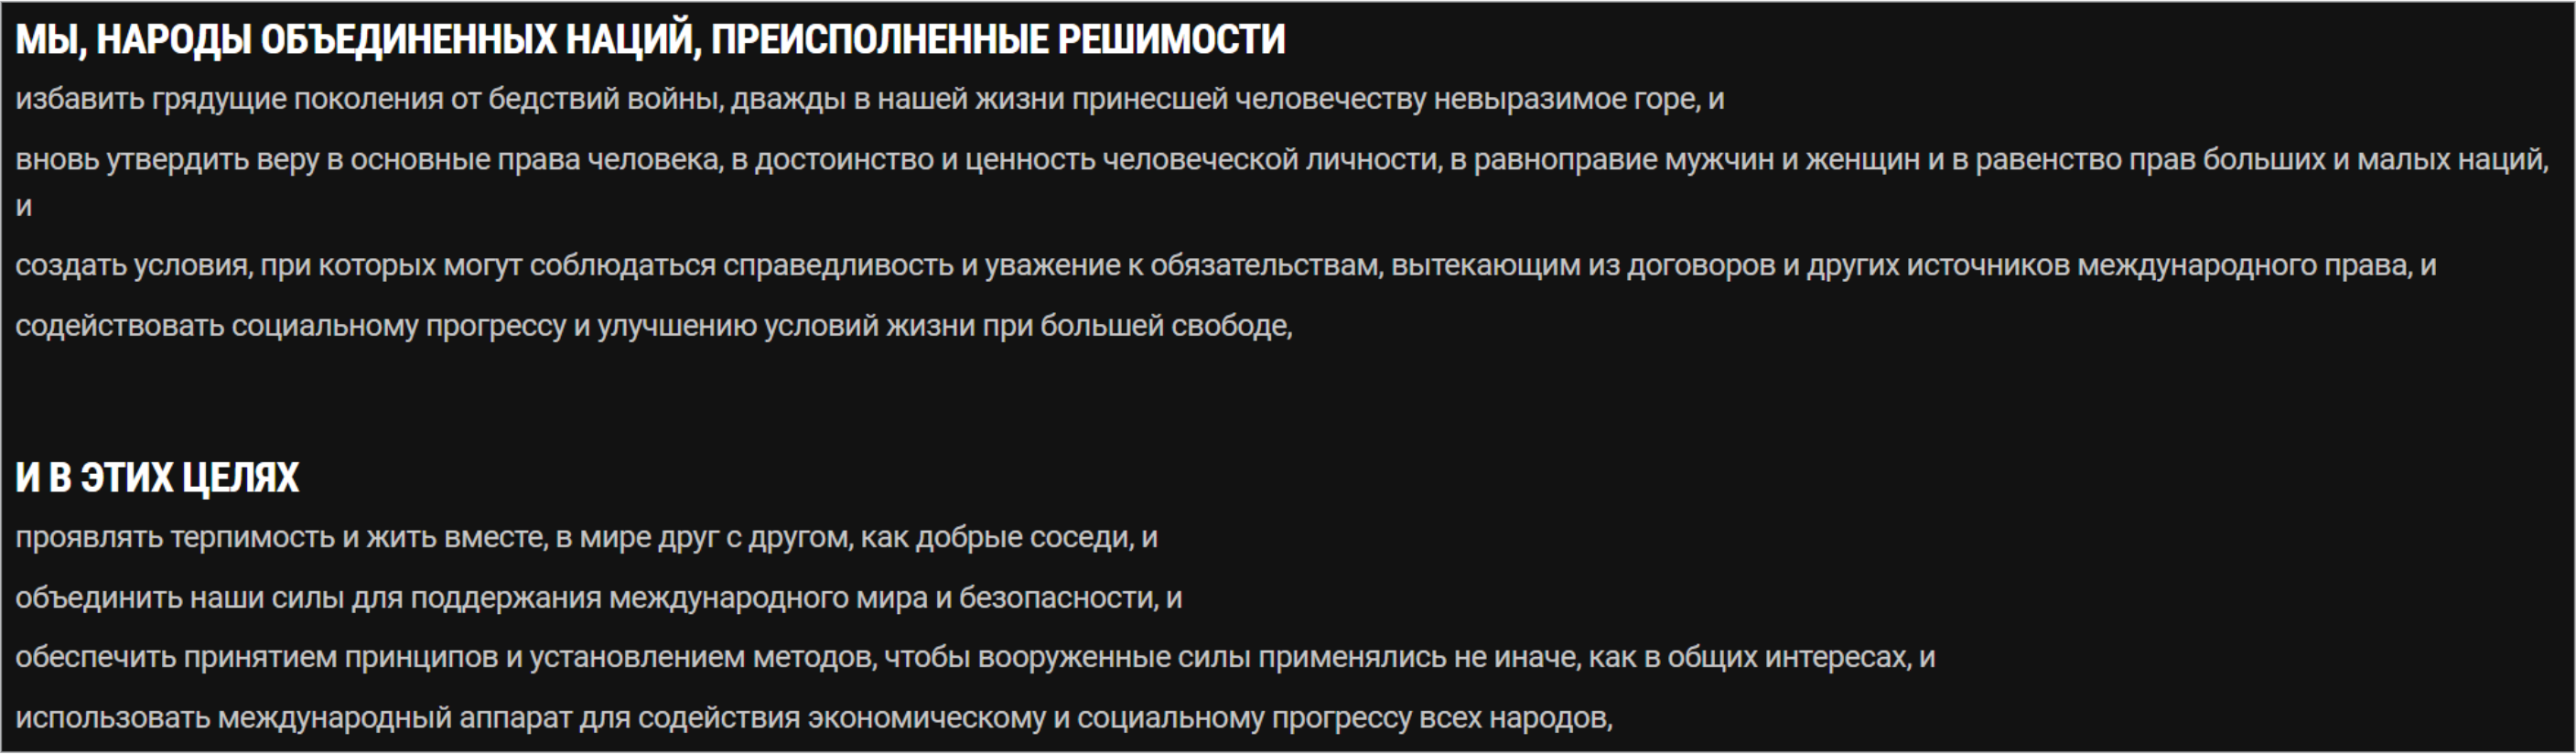 МЫ, НАРОДЫ ОБЪЕДИНЕННЫХ НАЦИЙ, ПРЕИСПОЛНЕННЫЕ РЕШИМОСТИ
избавить грядущие поколения от бедствий войны, дважды в нашей жизни принесшей человечеству невыразимое горе, и
вновь утвердить веру в основные права человека, в достоинство и ценность человеческой личности, в равноправие мужчин и женщин и в равенство прав больших и малых наций,
и
создать условия, при которых могут соблюдаться справедливость и уважение к обязательствам, вытекающим из договоров и других источников международного права, и
содействовать социальному прогрессу и улучшению условий жизни при большей свободе,
И В ЭТИХ ЦЕЛЯХ
проявлять терпимость и жить вместе, в мире друг с другом, как добрые соседи, и
объединить наши силы для поддержания международного мира и безопасности, и
обеспечить принятием принципов и установлением методов, чтобы вооруженные силы применялись не иначе, как в общих интересах, и
использовать международный аппарат для содействия экономическому и социальному прогрессу всех народов,